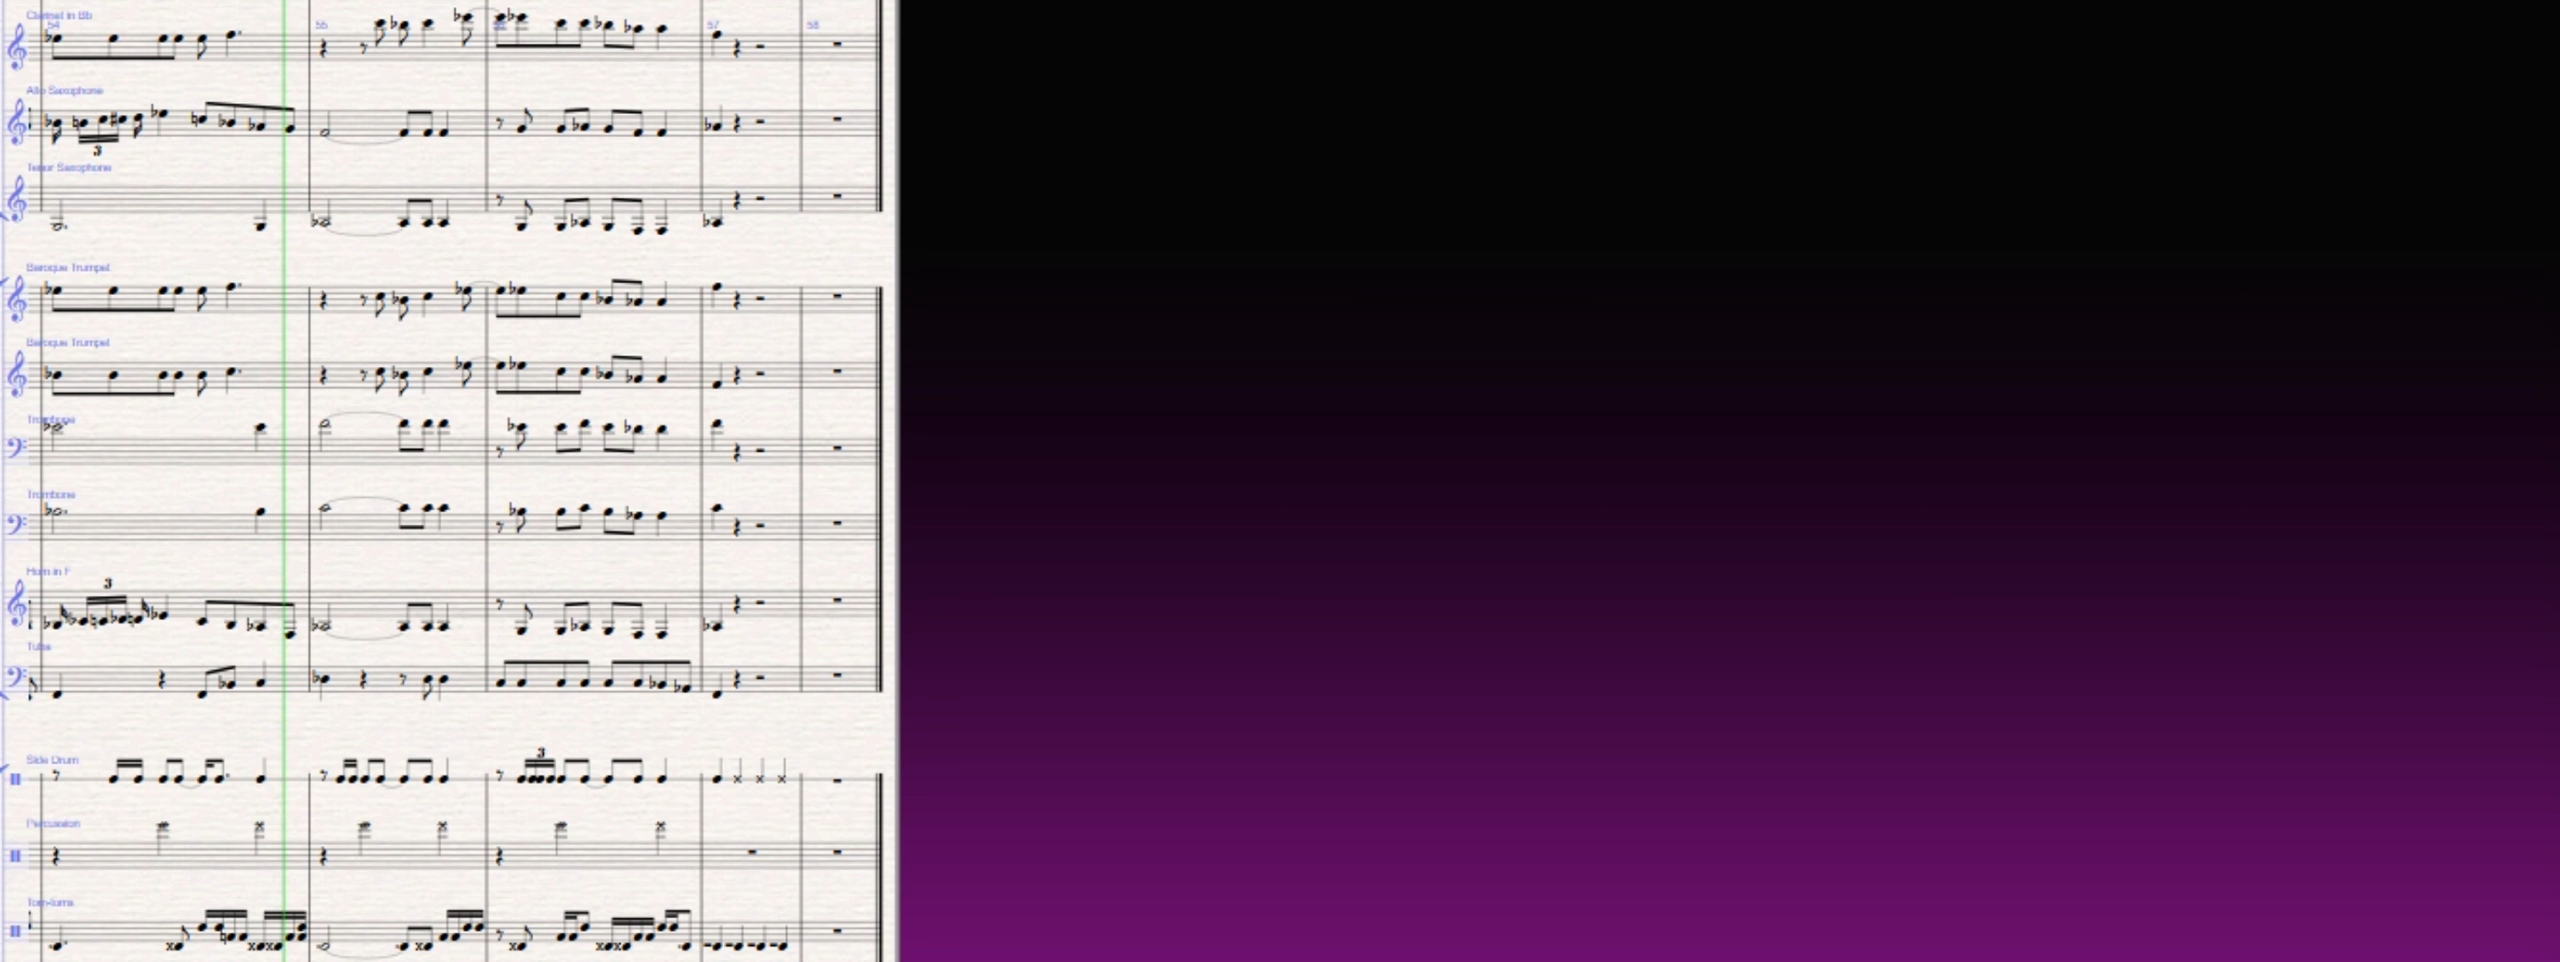 Clarinet in Bb
54 55 57 58
Alto Saxophone
3
Tenor Saxophone
Baroque Trumpet
Baroque Trumpet
Trombone
Trombone
Horn in F
3
Tuba
Side Drum
3
Percussion
Tom-toms